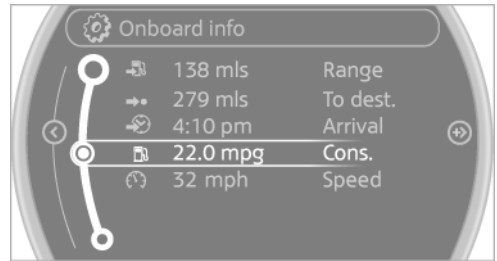 Onboard info
138 mls Range
279 mls To dest.
4:10 pm Arrival
22.0 mpg Cons.
32 mph Speed